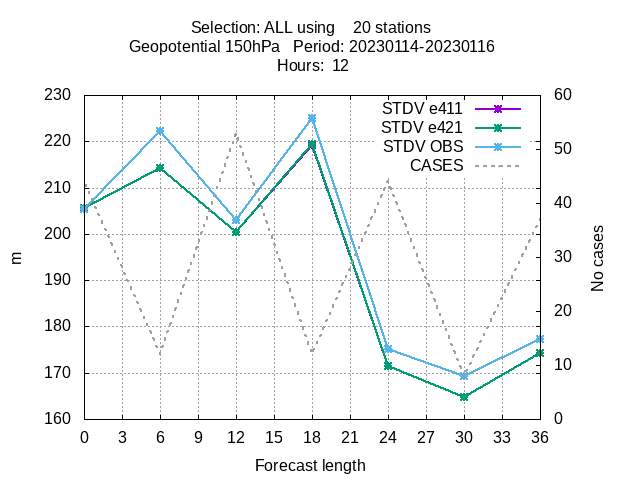 Selection: ALL using    20 stations
Geopotential 150hPa   Period: 20230114-20230116
Hours:  12
230
220
210
200
190
180
170
160
m
STDV e411
STDV e421
STDV OBS
CASES
60
50
40
30
20
10
0
No cases
0 3 6 9 12 15 18 21 24 27 30 33 36
Forecast length